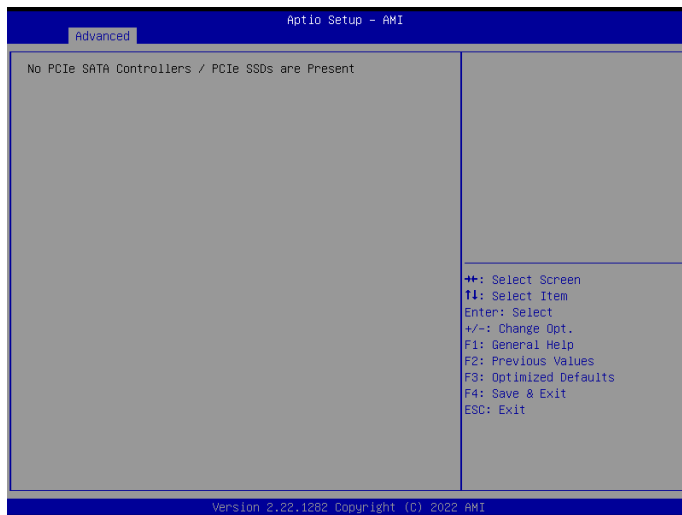 Aptio Setup – AMI
Advanced
No PCIe SATA Controllers / PCIe SSDs are Present
→←: Select Screen
↑↓: Select Item
Enter: Select
+/-: Change Opt.
F1: General Help
F2: Previous Values
F3: Optimized Defaults
F4: Save & Exit
ESC: Exit
Version 2.22.1282 Copyright (C) 2022 AMI